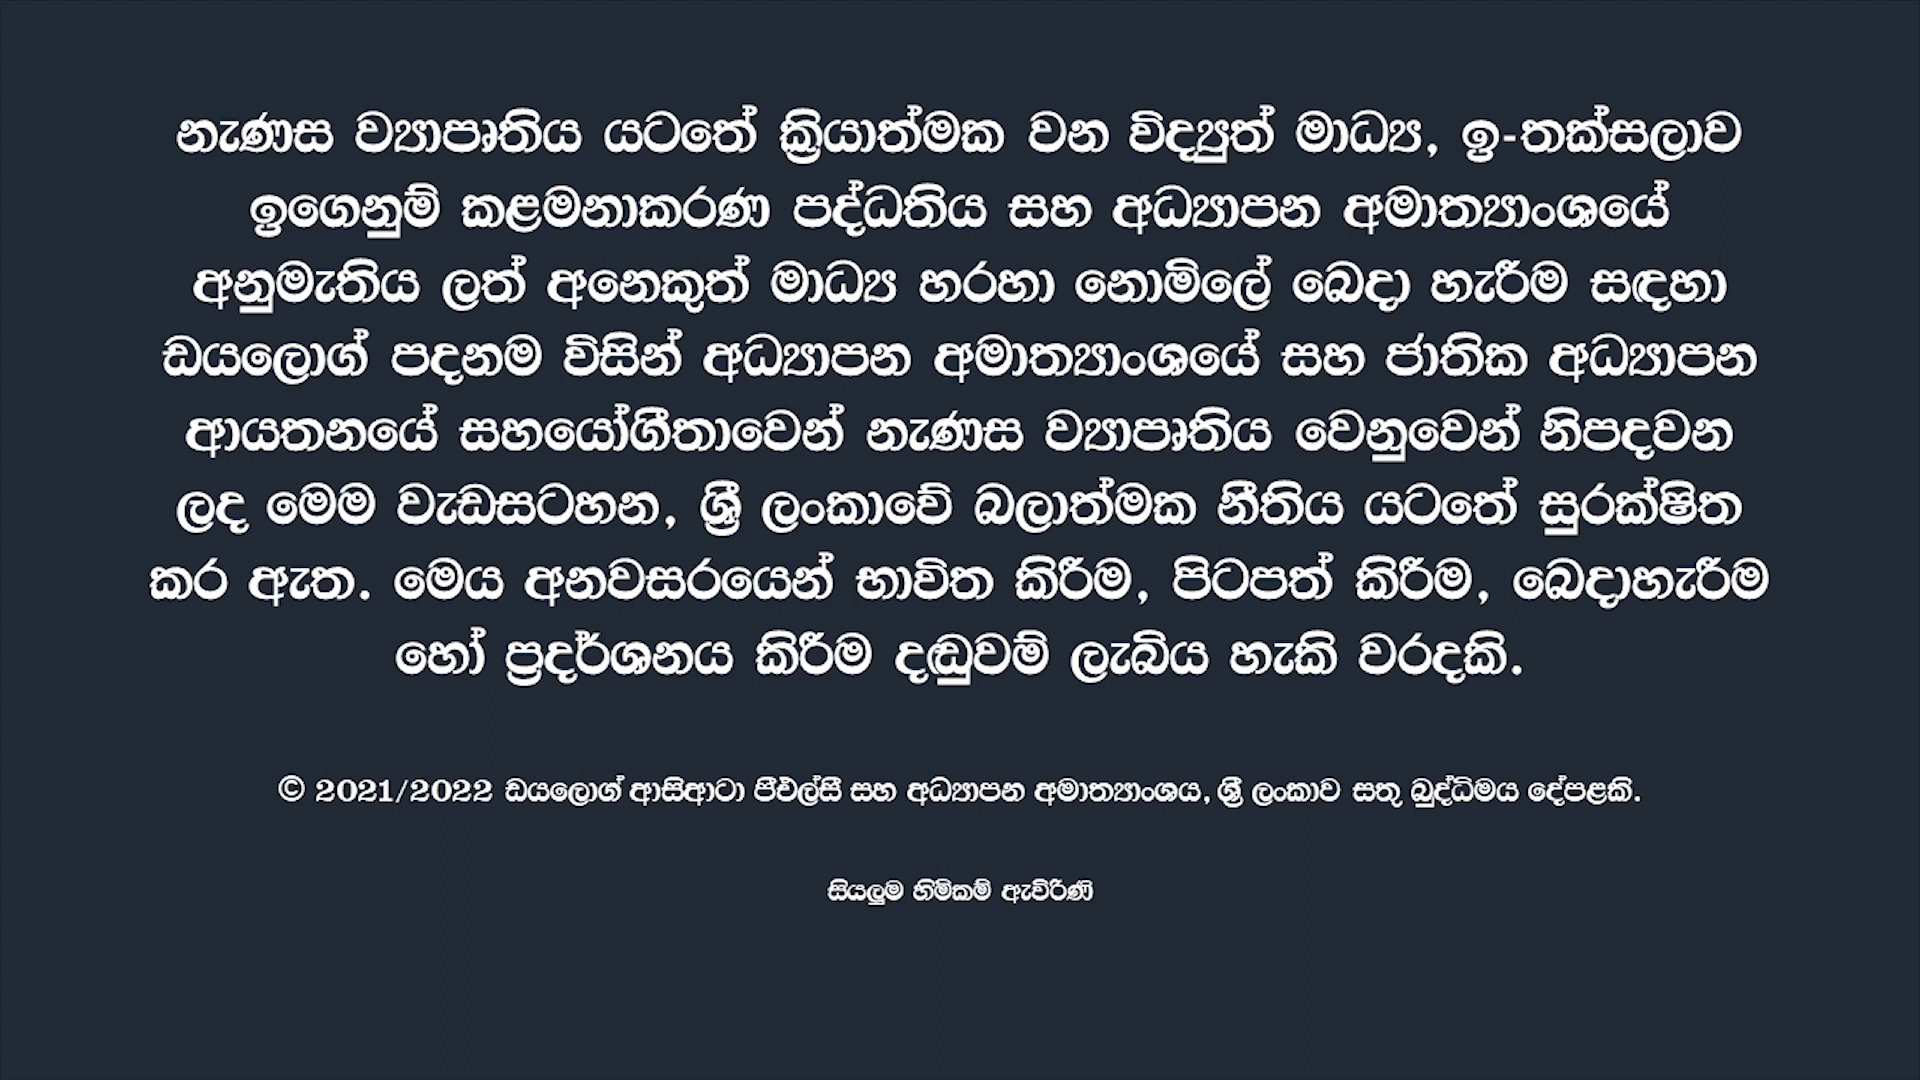 නැණස ව්‍යාපෘතිය යටතේ ක්‍රියාත්මක වන විද්‍යුත් මාධ්‍ය, ඉ-තක්සලාව
ඉගෙනුම් කළමනාකරණ පද්ධතිය සහ අධ්‍යාපන අමාත්‍යාංශයේ
අනුමැතිය ලත් අනෙකුත් මාධ්‍ය හරහා නොමිලේ බෙදා හැරීම සඳහා
ඩයලොග් පදනම විසින් අධ්‍යාපන අමාත්‍යාංශයේ සහ ජාතික අධ්‍යාපන
ආයතනයේ සහයෝගීතාවෙන් නැණස ව්‍යාපෘතිය වෙනුවෙන් නිපදවන
ලද මෙම වැඩසටහන, ශ්‍රී ලංකාවේ බලාත්මක නීතිය යටතේ සුරක්ෂිත
කර ඇත. මෙය අනවසරයෙන් භාවිත කිරීම, පිටපත් කිරීම, බෙදාහැරීම
හෝ ප්‍රදර්ශනය කිරීම දඬුවම් ලැබිය හැකි වරදකි.
© 2021/2022 ඩයලොග් ආසිආටා පීඑල්සී සහ අධ්‍යාපන අමාත්‍යාංශය, ශ්‍රී ලංකාව සතු බුද්ධිමය දේපළකි.
සියලුම හිමිකම් ඇවිරිණි